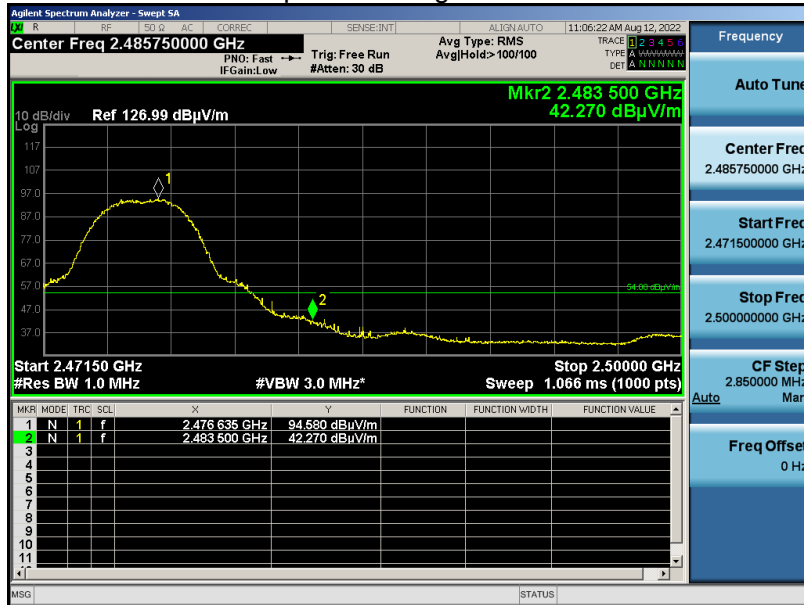 Agilent Spectrum Analyzer - Swept SA
LXI R RF 50 Ω AC CORREC SENSE:INT ALIGN AUTO 11:06:22 AM Aug 12, 2022
Center Freq 2.485750000 GHz
PNO: Fast
IFGain:Low
Trig: Free Run
#Atten: 30 dB
Avg Type: RMS
Avg|Hold:>100/100
TRACE 1 2 3 4 5 6
TYPE A
DET A N N N N N
Mkr2 2.483 500 GHz
42.270 dBµV/m
10 dB/div Ref 126.99 dBµV/m
Log
117
107
97.0
87.0
77.0
67.0
57.0
47.0
37.0
1
2
54.00 dBµV/m
Start 2.47150 GHz
Stop 2.50000 GHz
#Res BW 1.0 MHz
#VBW 3.0 MHz*
Sweep 1.066 ms (1000 pts)
MKR MODE TRC SCL X Y FUNCTION FUNCTION WIDTH FUNCTION VALUE
1 N 1 f 2.476 635 GHz 94.580 dBµV/m
2 N 1 f 2.483 500 GHz 42.270 dBµV/m
3
4
5
6
7
8
9
10
11
MSG
STATUS
Frequency
Auto Tune
Center Freq
2.485750000 GHz
Start Freq
2.471500000 GHz
Stop Freq
2.500000000 GHz
CF Step
2.850000 MHz
Auto Man
Freq Offset
0 Hz